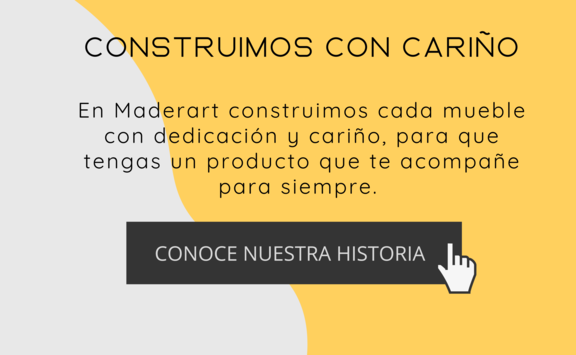 CONSTRUIMOS CON CARIÑO
En Maderart construimos cada mueble
con dedicación y cariño, para que
tengas un producto que te acompañe
para siempre.
CONOCE NUESTRA HISTORIA